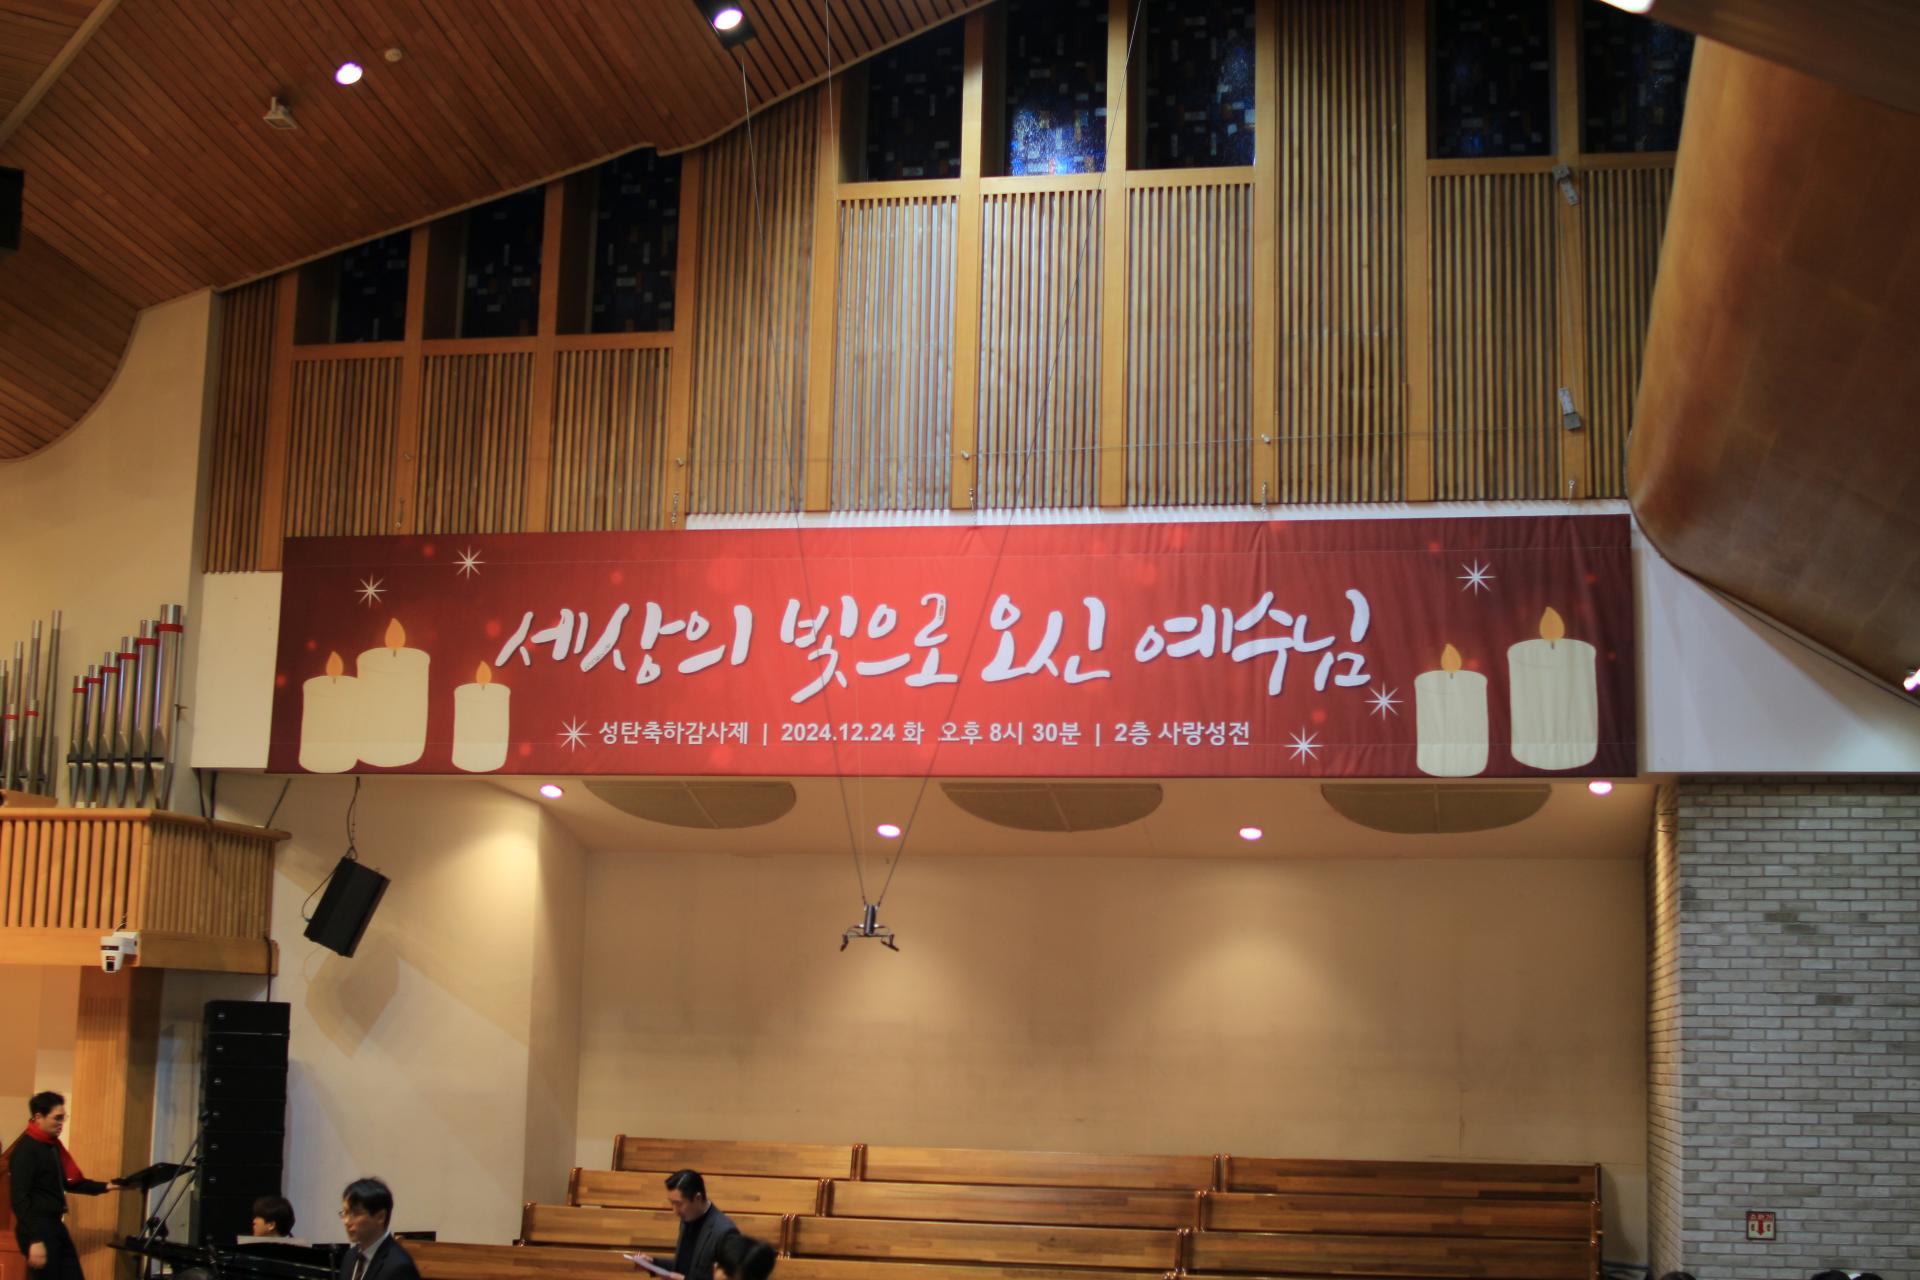 세상의 빛으로 오신 예수님
성탄축하감사제 | 2024.12.24 화 오후 8시 30분 | 2층 사랑성전